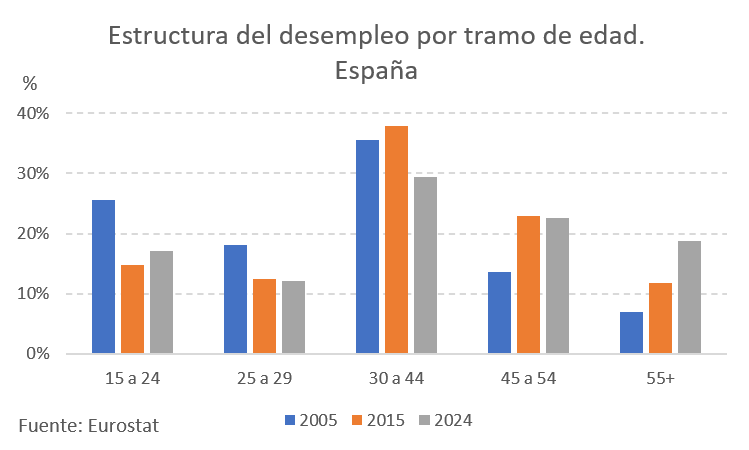 Estructura del desempleo por tramo de edad.
España
%
40%
30%
20%
10%
0%
15 a 24 25 a 29 30 a 44 45 a 54 55+
2005 2015 2024
Fuente: Eurostat